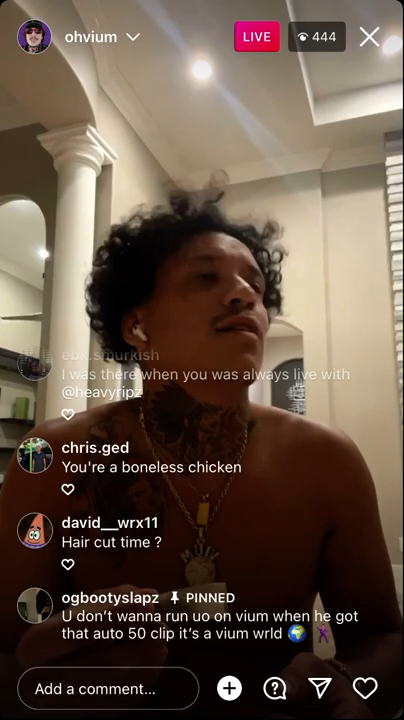 ohvium
LIVE
444
ebk.smurkish
I was there when you was always live with
@heavyripz
chris.ged
You're a boneless chicken
david__wrx11
Hair cut time ?
ogbootyslapz PINNED
U don't wanna run uo on vium when he got
that auto 50 clip it's a vium wrld 🌍 🕺🏿
Add a comment...